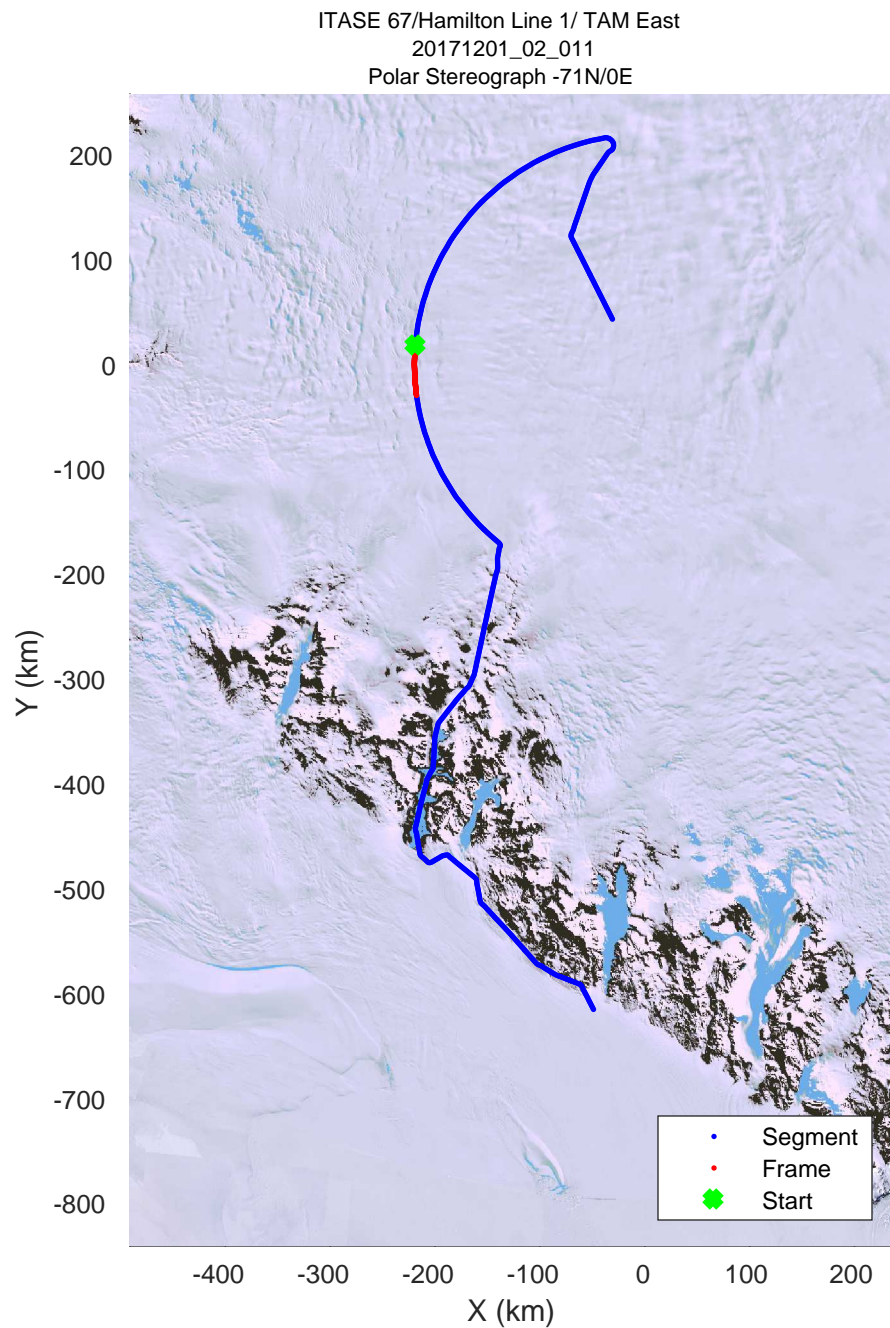 ITASE 67/Hamilton Line 1/ TAM East
20171201_02_011
Polar Stereograph -71N/0E
200
100
0
-100
-200
-300
-400
-500
-600
-700
-800
Y (km)
Segment
Frame
Start
-400 -300 -200 -100 0 100 200
X (km)